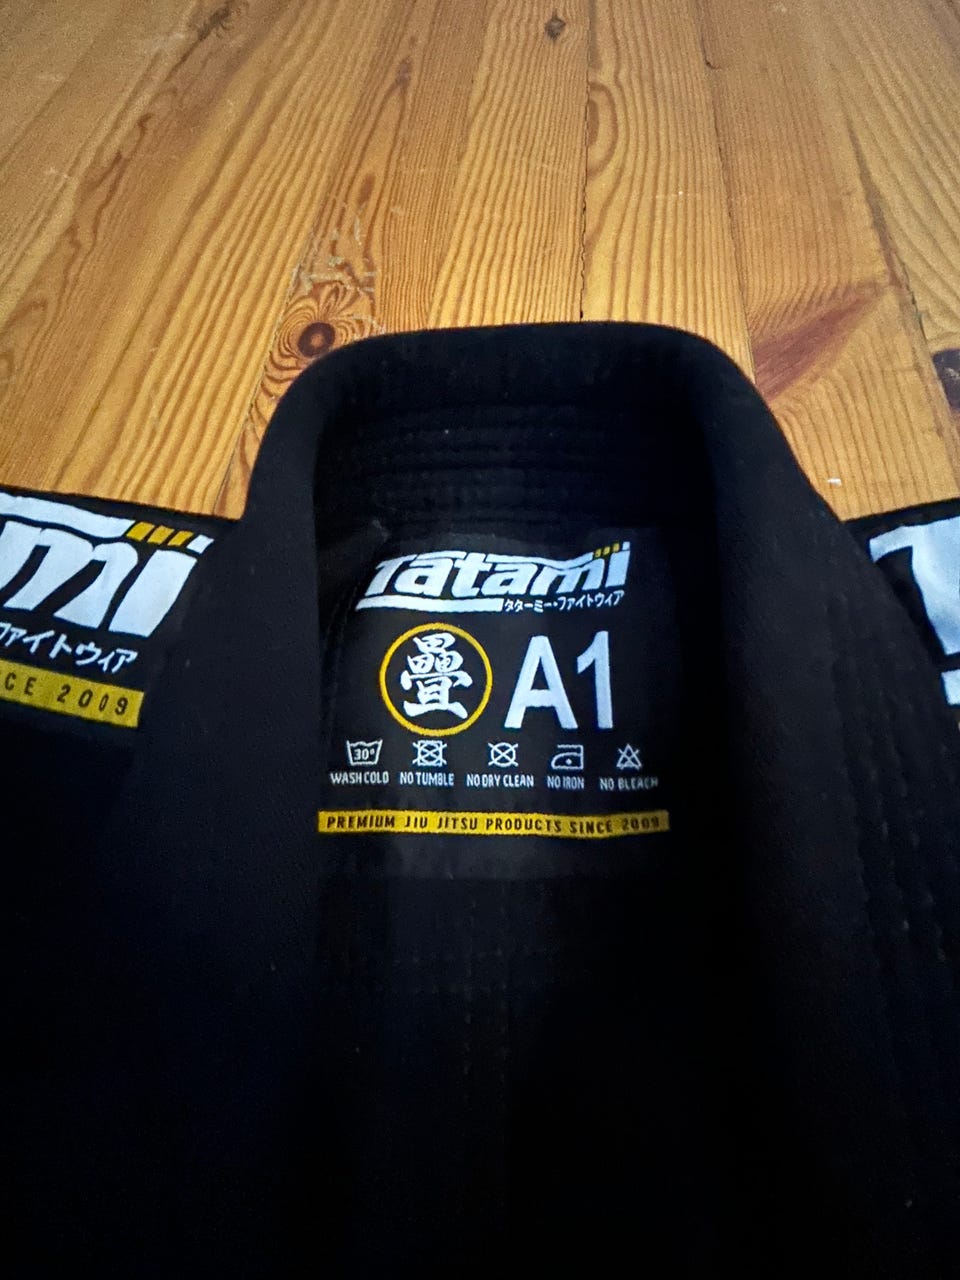 Tatami
タターミー・ファイトウィア
疊 A1
30°
WASH COLD NO TUMBLE NO DRY CLEAN NO IRON NO BLEACH
PREMIUM JIU JITSU PRODUCTS SINCE 2009
ami
ファイトウィア
CE 2009
T